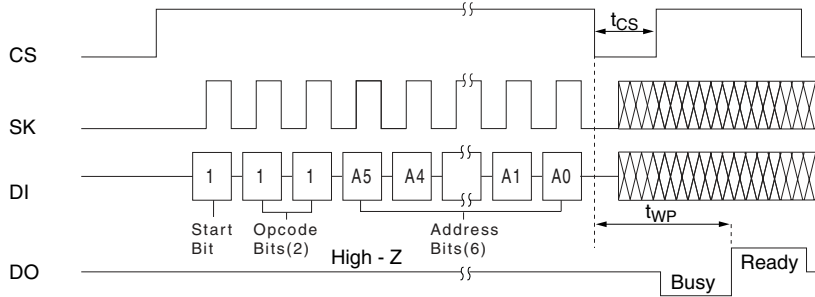 CS
tCS
SK
DI
1
1
1
A5
A4
A1
A0
Start
Bit
Opcode
Bits(2)
Address
Bits(6)
tWP
High - Z
DO
Busy
Ready